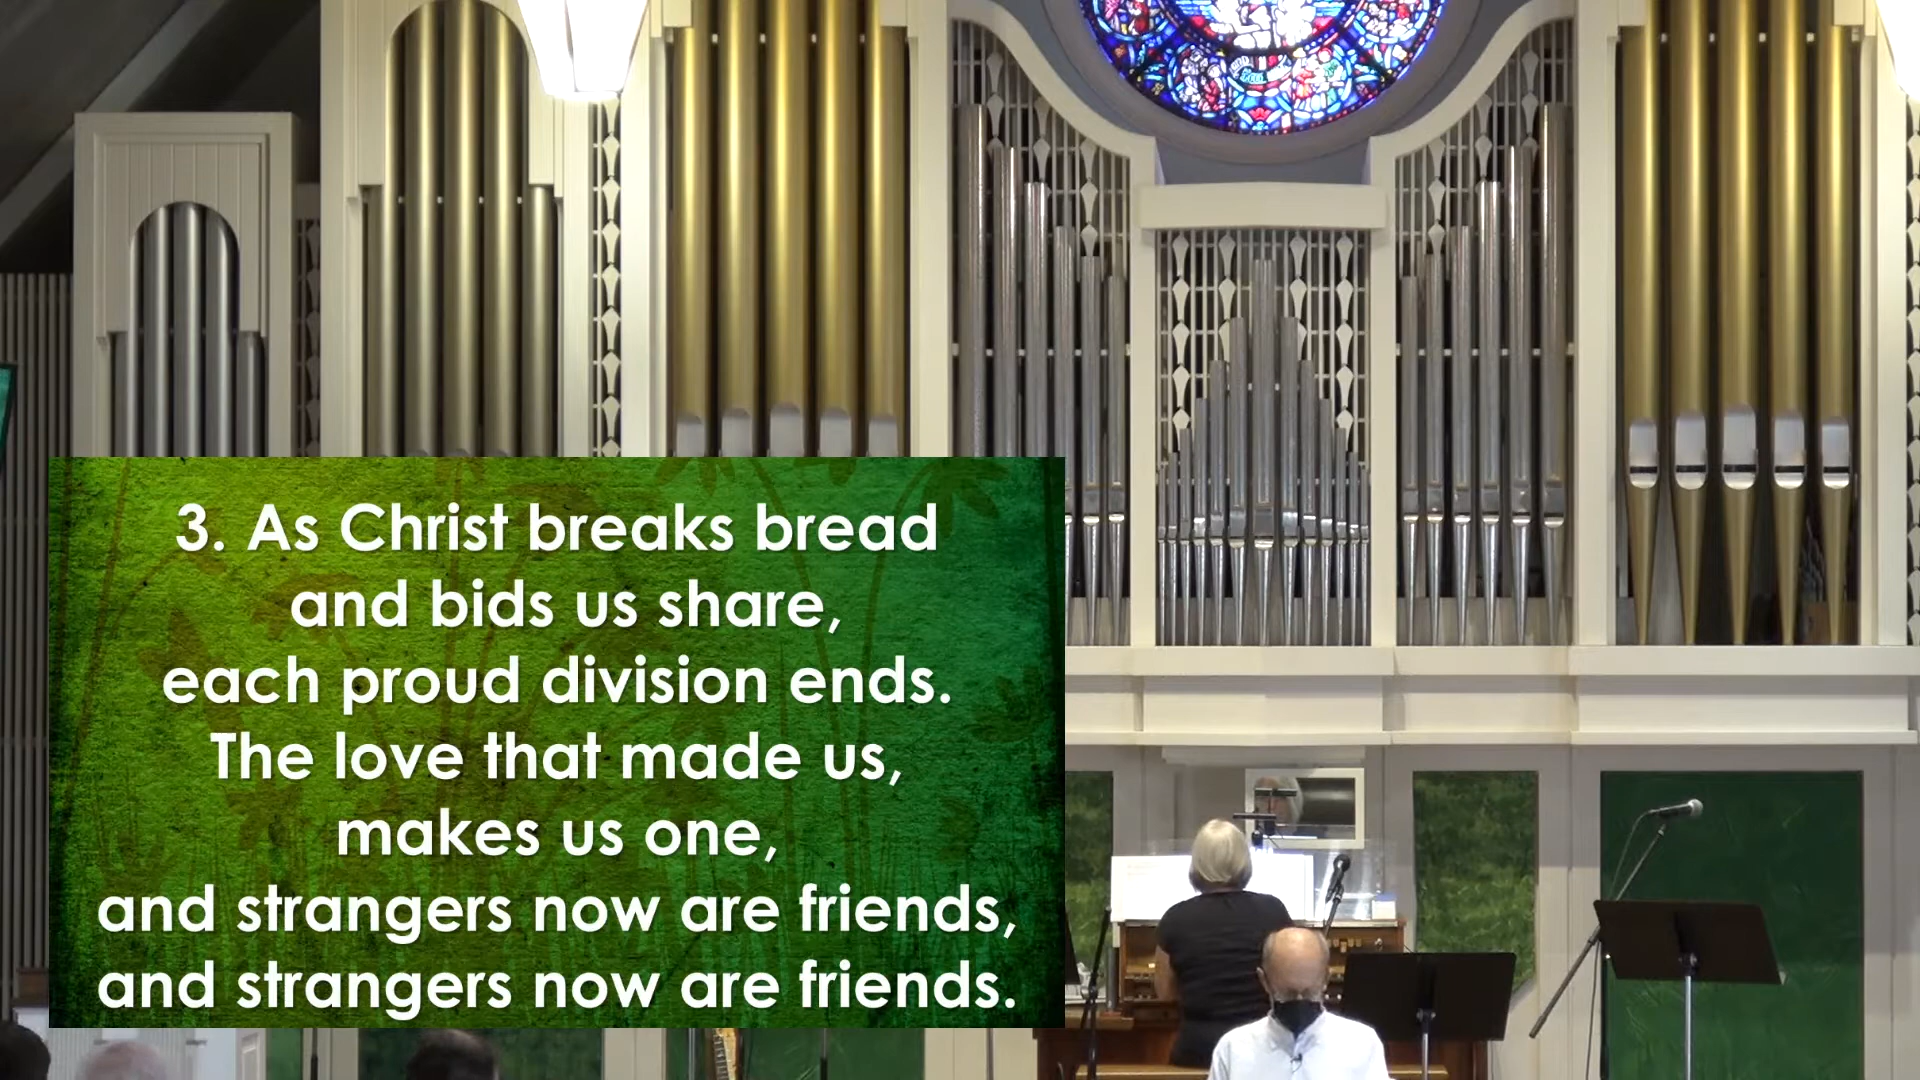 3. As Christ breaks bread
and bids us share,
each proud division ends.
The love that made us,
makes us one,
and strangers now are friends,
and strangers now are friends.